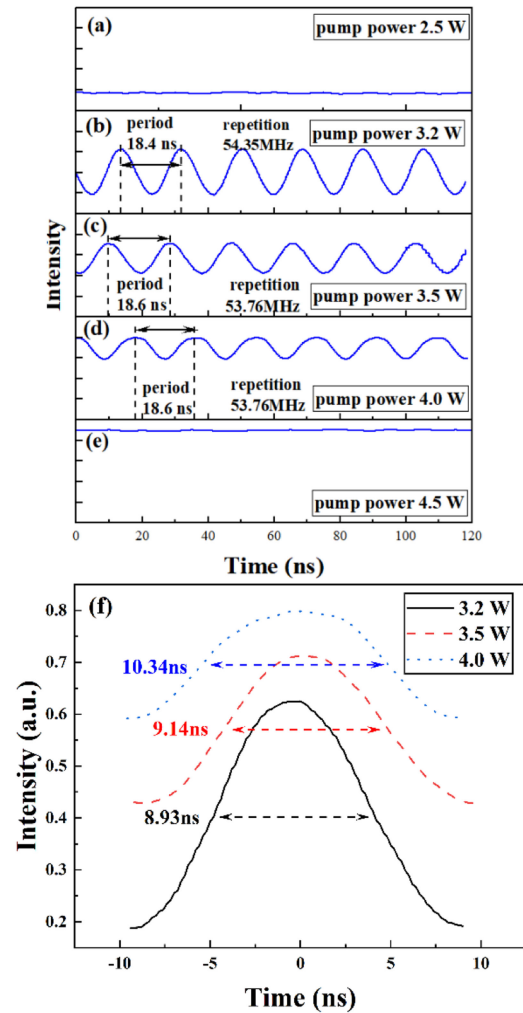 (a)
pump power 2.5 W
(b)
period
18.4 ns
repetition
54.35MHz
pump power 3.2 W
(c)
period
18.6 ns
repetition
53.76MHz
pump power 3.5 W
(d)
period
18.6 ns
repetition
53.76MHz
pump power 4.0 W
(e)
pump power 4.5 W
Intensity
0 20 40 60 80 100 120
Time (ns)
(f)
3.2 W
3.5 W
4.0 W
10.34ns
9.14ns
8.93ns
0.8
0.7
0.6
0.5
0.4
0.3
0.2
Intensity (a.u.)
-10 -5 0 5 10
Time (ns)